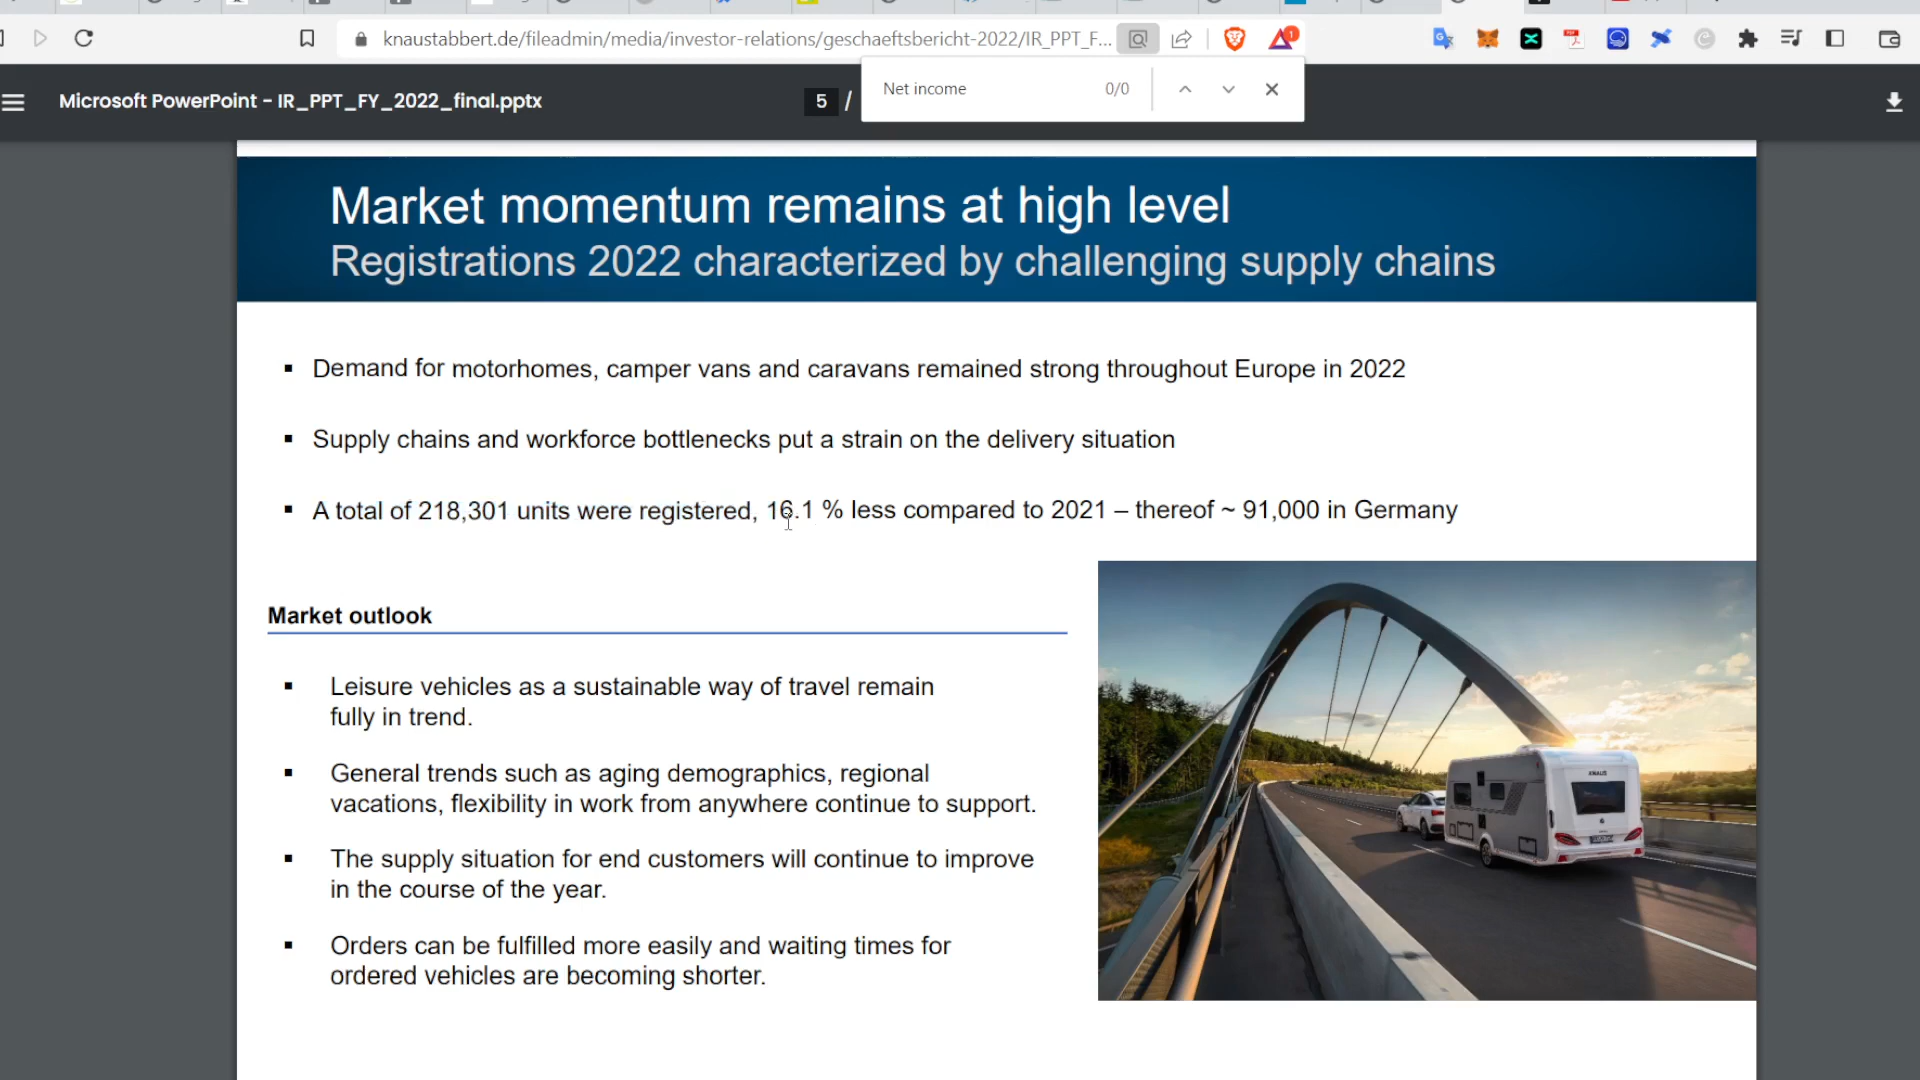 knaustabbert.de/fileadmin/media/investor-relations/geschaeftsbericht-2022/IR_PPT_F...
1
Net income 0/0
Microsoft PowerPoint - IR_PPT_FY_2022_final.pptx
5 /
Market momentum remains at high level
Registrations 2022 characterized by challenging supply chains
▪ Demand for motorhomes, camper vans and caravans remained strong throughout Europe in 2022
▪ Supply chains and workforce bottlenecks put a strain on the delivery situation
▪ A total of 218,301 units were registered, 16.1 % less compared to 2021 – thereof ~ 91,000 in Germany
Market outlook
▪ Leisure vehicles as a sustainable way of travel remain
fully in trend.
▪ General trends such as aging demographics, regional
vacations, flexibility in work from anywhere continue to support.
▪ The supply situation for end customers will continue to improve
in the course of the year.
▪ Orders can be fulfilled more easily and waiting times for
ordered vehicles are becoming shorter.
KNAUS